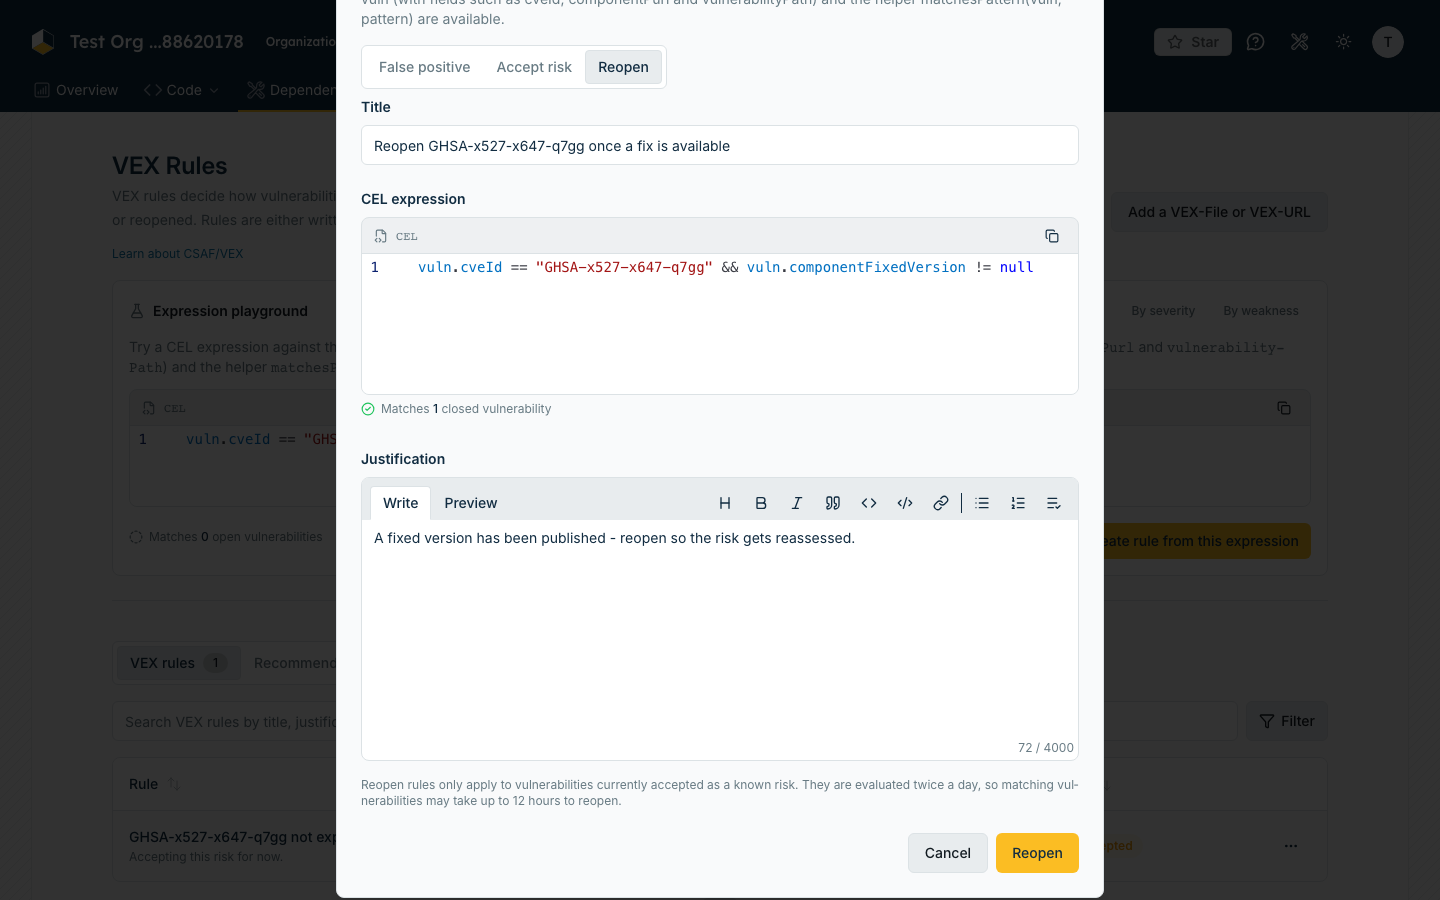 vuln (with fields such as cveId, componentPurl and vulnerabilityPath) and the helper matchesPattern(vuln,
pattern) are available.
Test Org ...88620178
Organizatio
Star
T
False positive
Accept risk
Reopen
Overview
Code
Dependen
Title
Reopen GHSA-x527-x647-q7gg once a fix is available
VEX Rules
VEX rules decide how vulnerabiliti
or reopened. Rules are either writt
Learn about CSAF/VEX
Add a VEX-File or VEX-URL
CEL expression
CEL
1 vuln.cveId == "GHSA-x527-x647-q7gg" && vuln.componentFixedVersion != null
Expression playground
By severity
By weakness
Try a CEL expression against th
Purl and vulnerability-
Path) and the helper matchesP
CEL
1 vuln.cveId == "GHS
Matches 1 closed vulnerability
Justification
Write
Preview
A fixed version has been published - reopen so the risk gets reassessed.
Matches 0 open vulnerabilities
eate rule from this expression
VEX rules 1
Recommend
Search VEX rules by title, justific
Filter
72 / 4000
Rule
Reopen rules only apply to vulnerabilities currently accepted as a known risk. They are evaluated twice a day, so matching vul-
nerabilities may take up to 12 hours to reopen.
GHSA-x527-x647-q7gg not exp
Accepting this risk for now.
epted
Cancel
Reopen